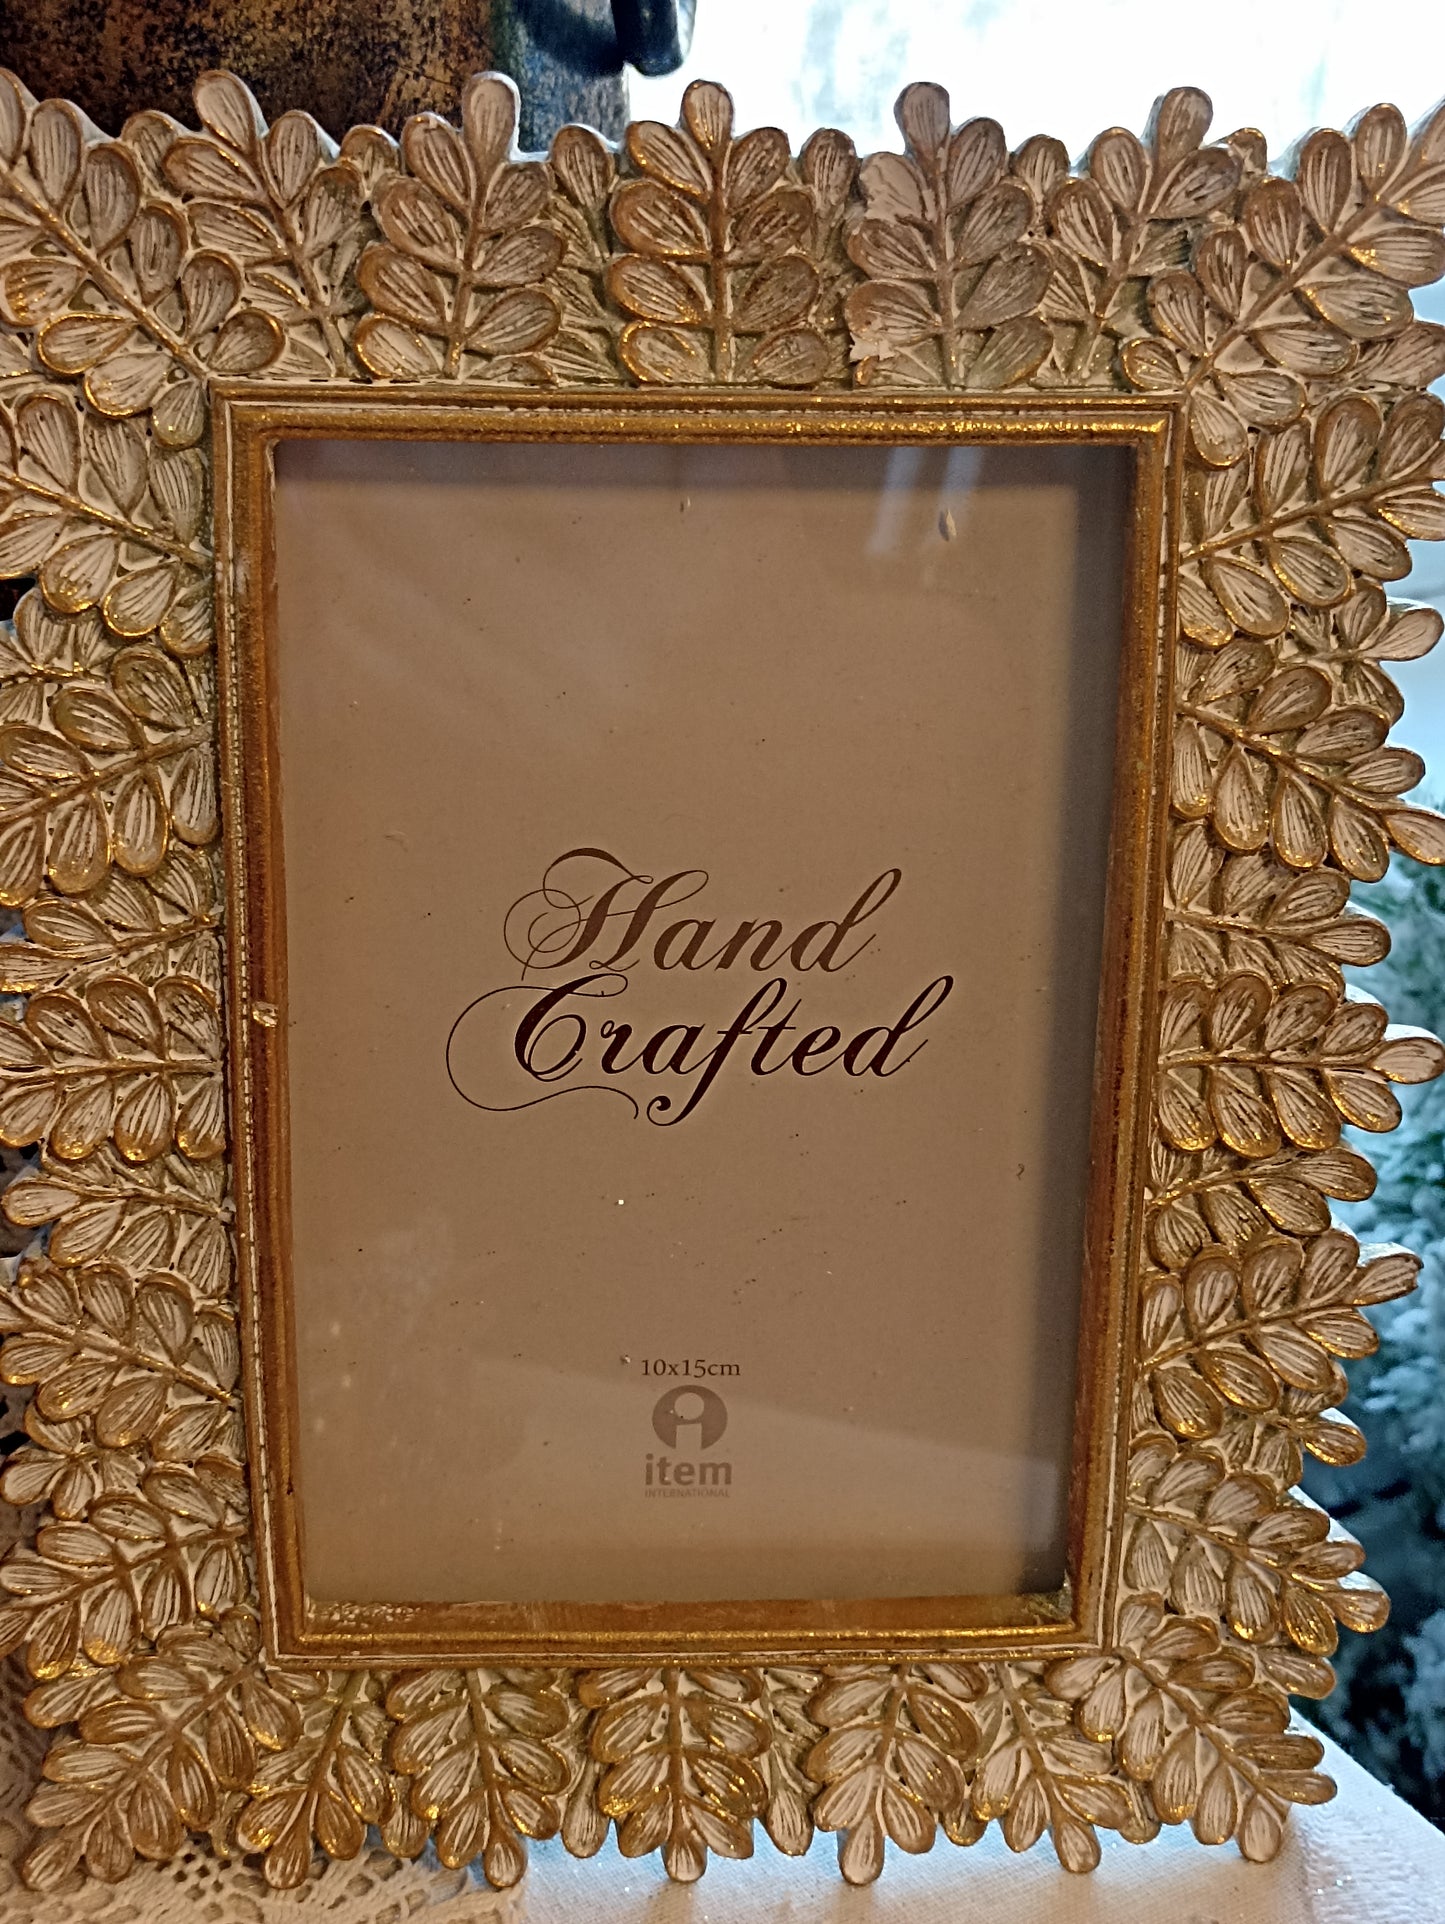 Hand
Crafted
10x15cm
item
INTERNATIONAL